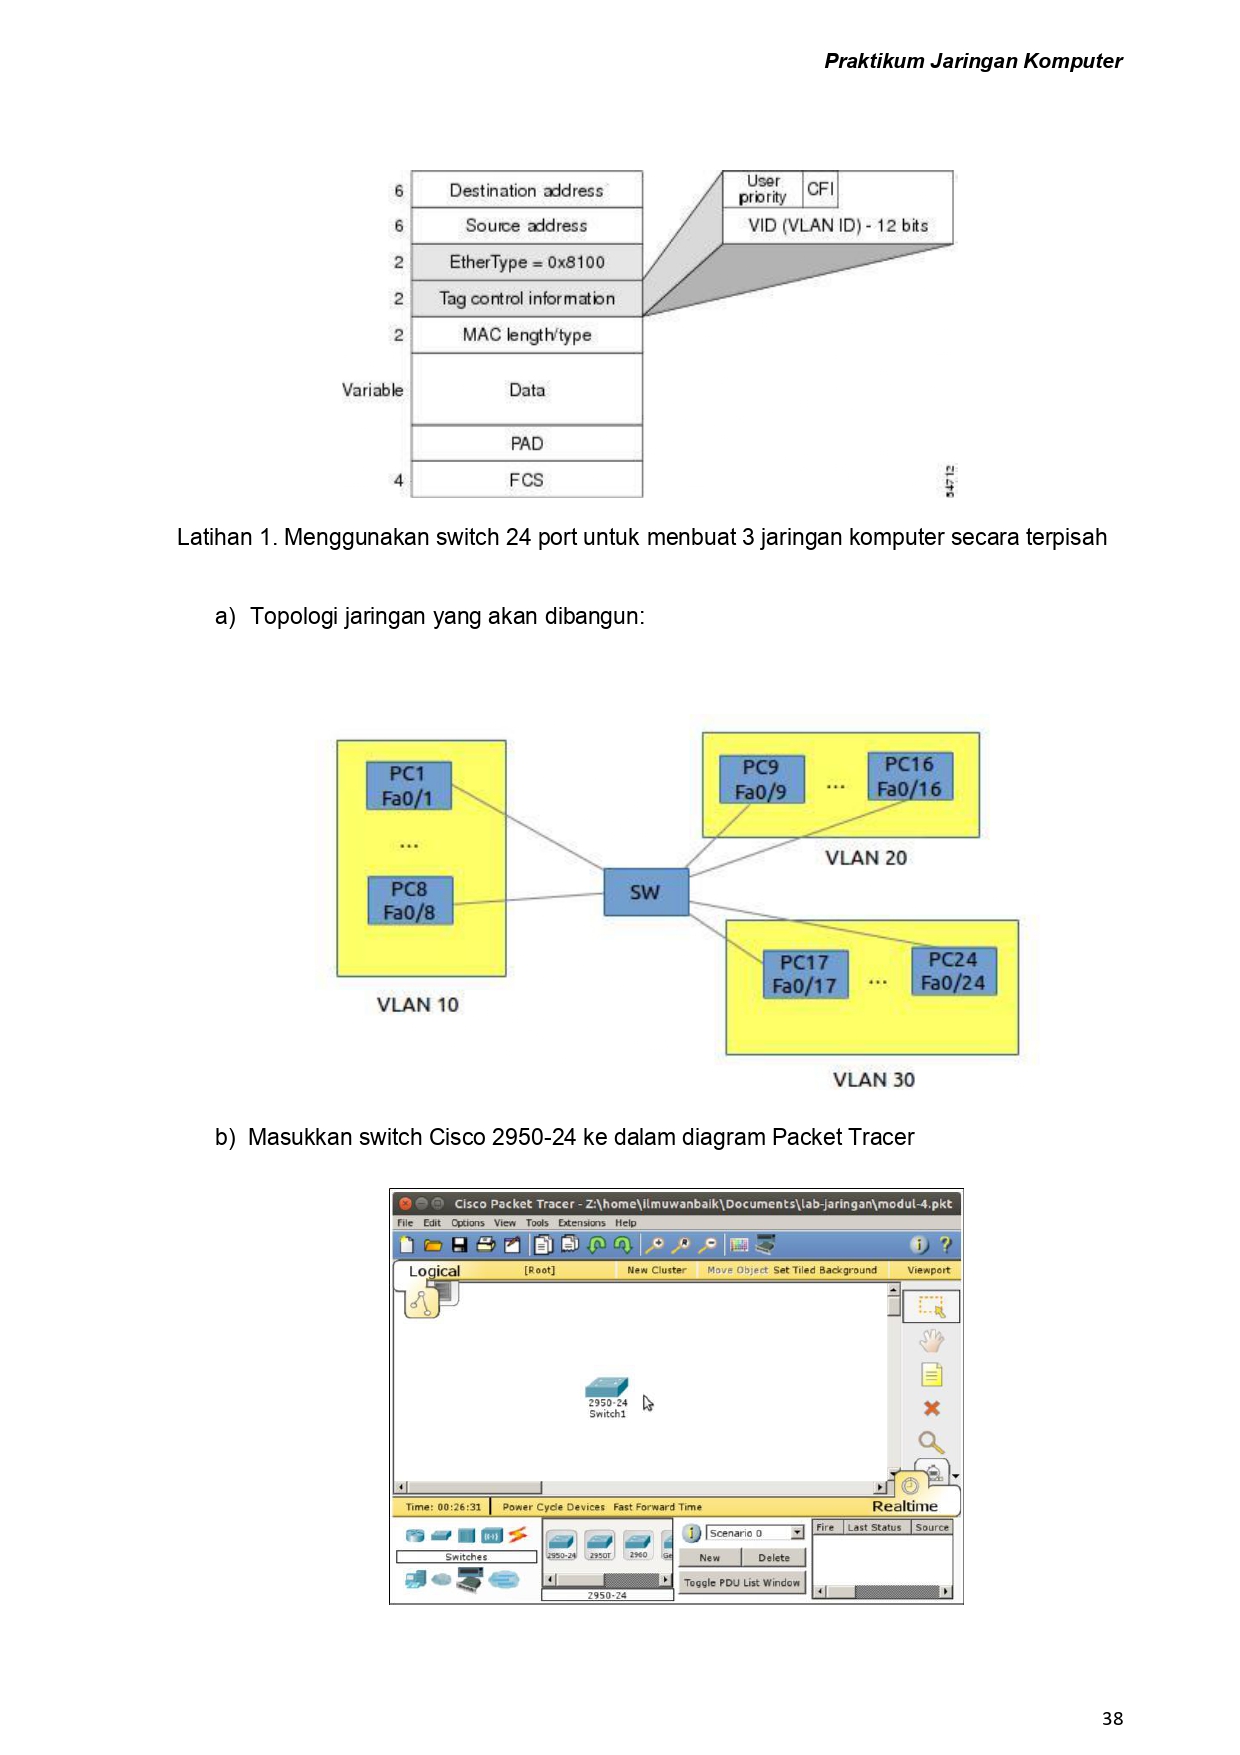 Praktikum Jaringan Komputer
6 Destination address
6 Source address
2 EtherType = 0x8100
2 Tag control information
2 MAC length/type
Variable Data
PAD
4 FCS
User priority CFI
VID (VLAN ID) - 12 bits
54712
Latihan 1. Menggunakan switch 24 port untuk menbuat 3 jaringan komputer secara terpisah
a) Topologi jaringan yang akan dibangun:
PC1
Fa0/1
...
PC8
Fa0/8
VLAN 10
SW
PC9
Fa0/9
...
PC16
Fa0/16
VLAN 20
PC17
Fa0/17
...
PC24
Fa0/24
VLAN 30
b) Masukkan switch Cisco 2950-24 ke dalam diagram Packet Tracer
Cisco Packet Tracer - Z:\home\ilmuwanbaik\Documents\lab-jaringan\modul-4.pkt
File Edit Options View Tools Extensions Help
Logical [Root] New Cluster Move Object Set Tiled Background Viewport
2950-24
Switch1
Time: 00:26:31 Power Cycle Devices Fast Forward Time Realtime
Switches
2950-24 2950T 2960 Ge
2950-24
Scenario 0
New Delete
Toggle PDU List Window
Fire Last Status Source
38